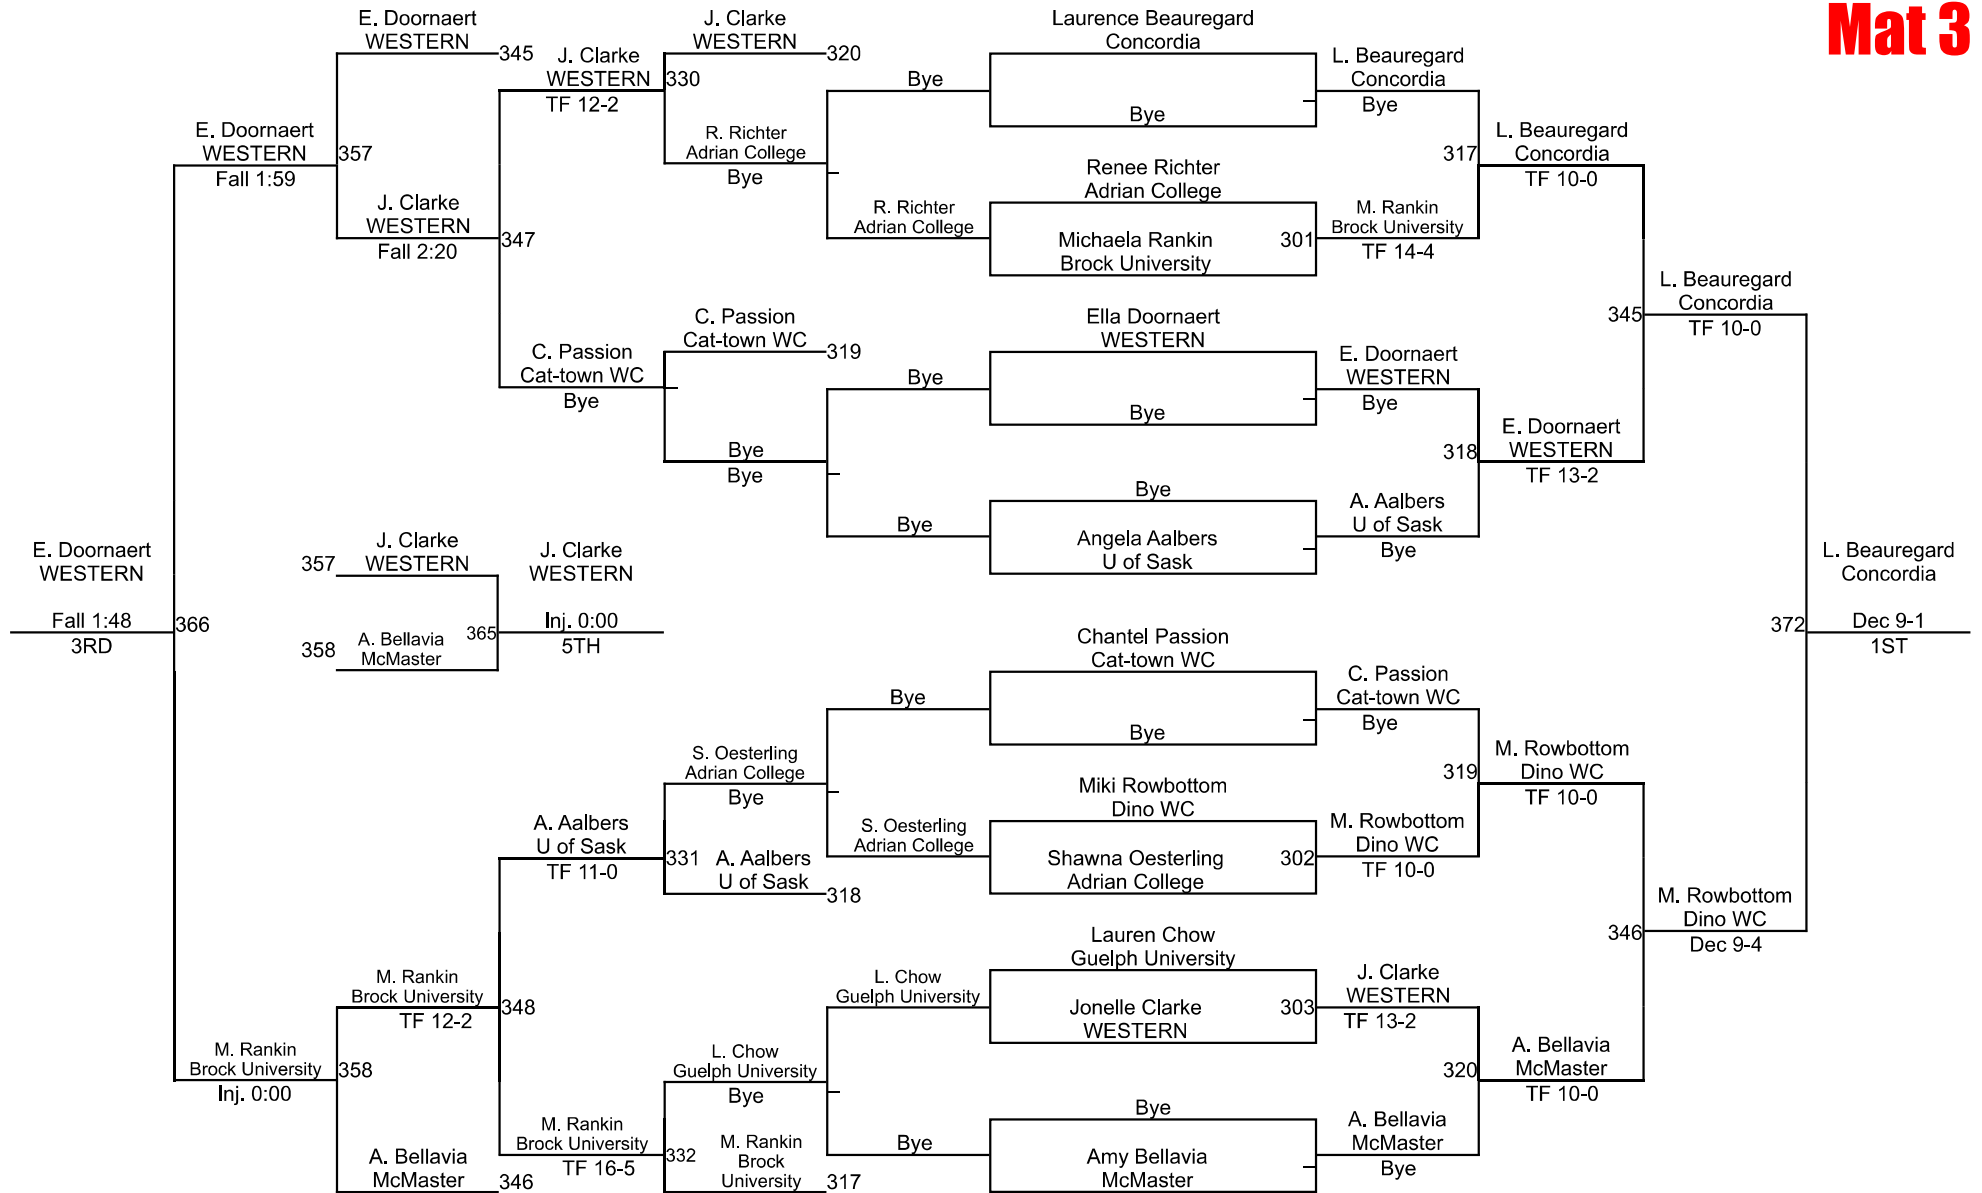 Mat 3
E. Doornaert
WESTERN
345
J. Clarke
WESTERN
TF 12-2
J. Clarke
WESTERN
320
330
R. Richter
Adrian College
Bye
Bye
R. Richter
Adrian College
Laurence Beauregard
Concordia
Bye
L. Beauregard
Concordia
Bye
Renee Richter
Adrian College
Michaela Rankin
Brock University
301
M. Rankin
Brock University
TF 14-4
317
L. Beauregard
Concordia
TF 10-0
E. Doornaert
WESTERN
Fall 1:59
357
J. Clarke
WESTERN
Fall 2:20
347
C. Passion
Cat-town WC
Bye
C. Passion
Cat-town WC
319
Bye
Bye
Bye
Bye
Ella Doornaert
WESTERN
Bye
E. Doornaert
WESTERN
Bye
Bye
Angela Aalbers
U of Sask
A. Aalbers
U of Sask
Bye
318
E. Doornaert
WESTERN
TF 13-2
345
L. Beauregard
Concordia
TF 10-0
E. Doornaert
WESTERN
Fall 1:48
3RD
366
357
J. Clarke
WESTERN
358
A. Bellavia
McMaster
365
J. Clarke
WESTERN
Inj. 0:00
5TH
372
L. Beauregard
Concordia
Dec 9-1
1ST
Chantel Passion
Cat-town WC
Bye
Bye
C. Passion
Cat-town WC
Bye
S. Oesterling
Adrian College
Bye
S. Oesterling
Adrian College
Miki Rowbottom
Dino WC
Shawna Oesterling
Adrian College
302
M. Rowbottom
Dino WC
TF 10-0
319
M. Rowbottom
Dino WC
TF 10-0
A. Aalbers
U of Sask
TF 11-0
331
A. Aalbers
U of Sask
318
346
M. Rowbottom
Dino WC
Dec 9-4
Lauren Chow
Guelph University
L. Chow
Guelph University
Jonelle Clarke
WESTERN
303
J. Clarke
WESTERN
TF 13-2
M. Rankin
Brock University
TF 12-2
348
M. Rankin
Brock University
Inj. 0:00
358
L. Chow
Guelph University
Bye
320
A. Bellavia
McMaster
TF 10-0
M. Rankin
Brock University
TF 16-5
332
M. Rankin
Brock
University
317
Bye
Bye
Amy Bellavia
McMaster
A. Bellavia
McMaster
Bye
A. Bellavia
McMaster
346